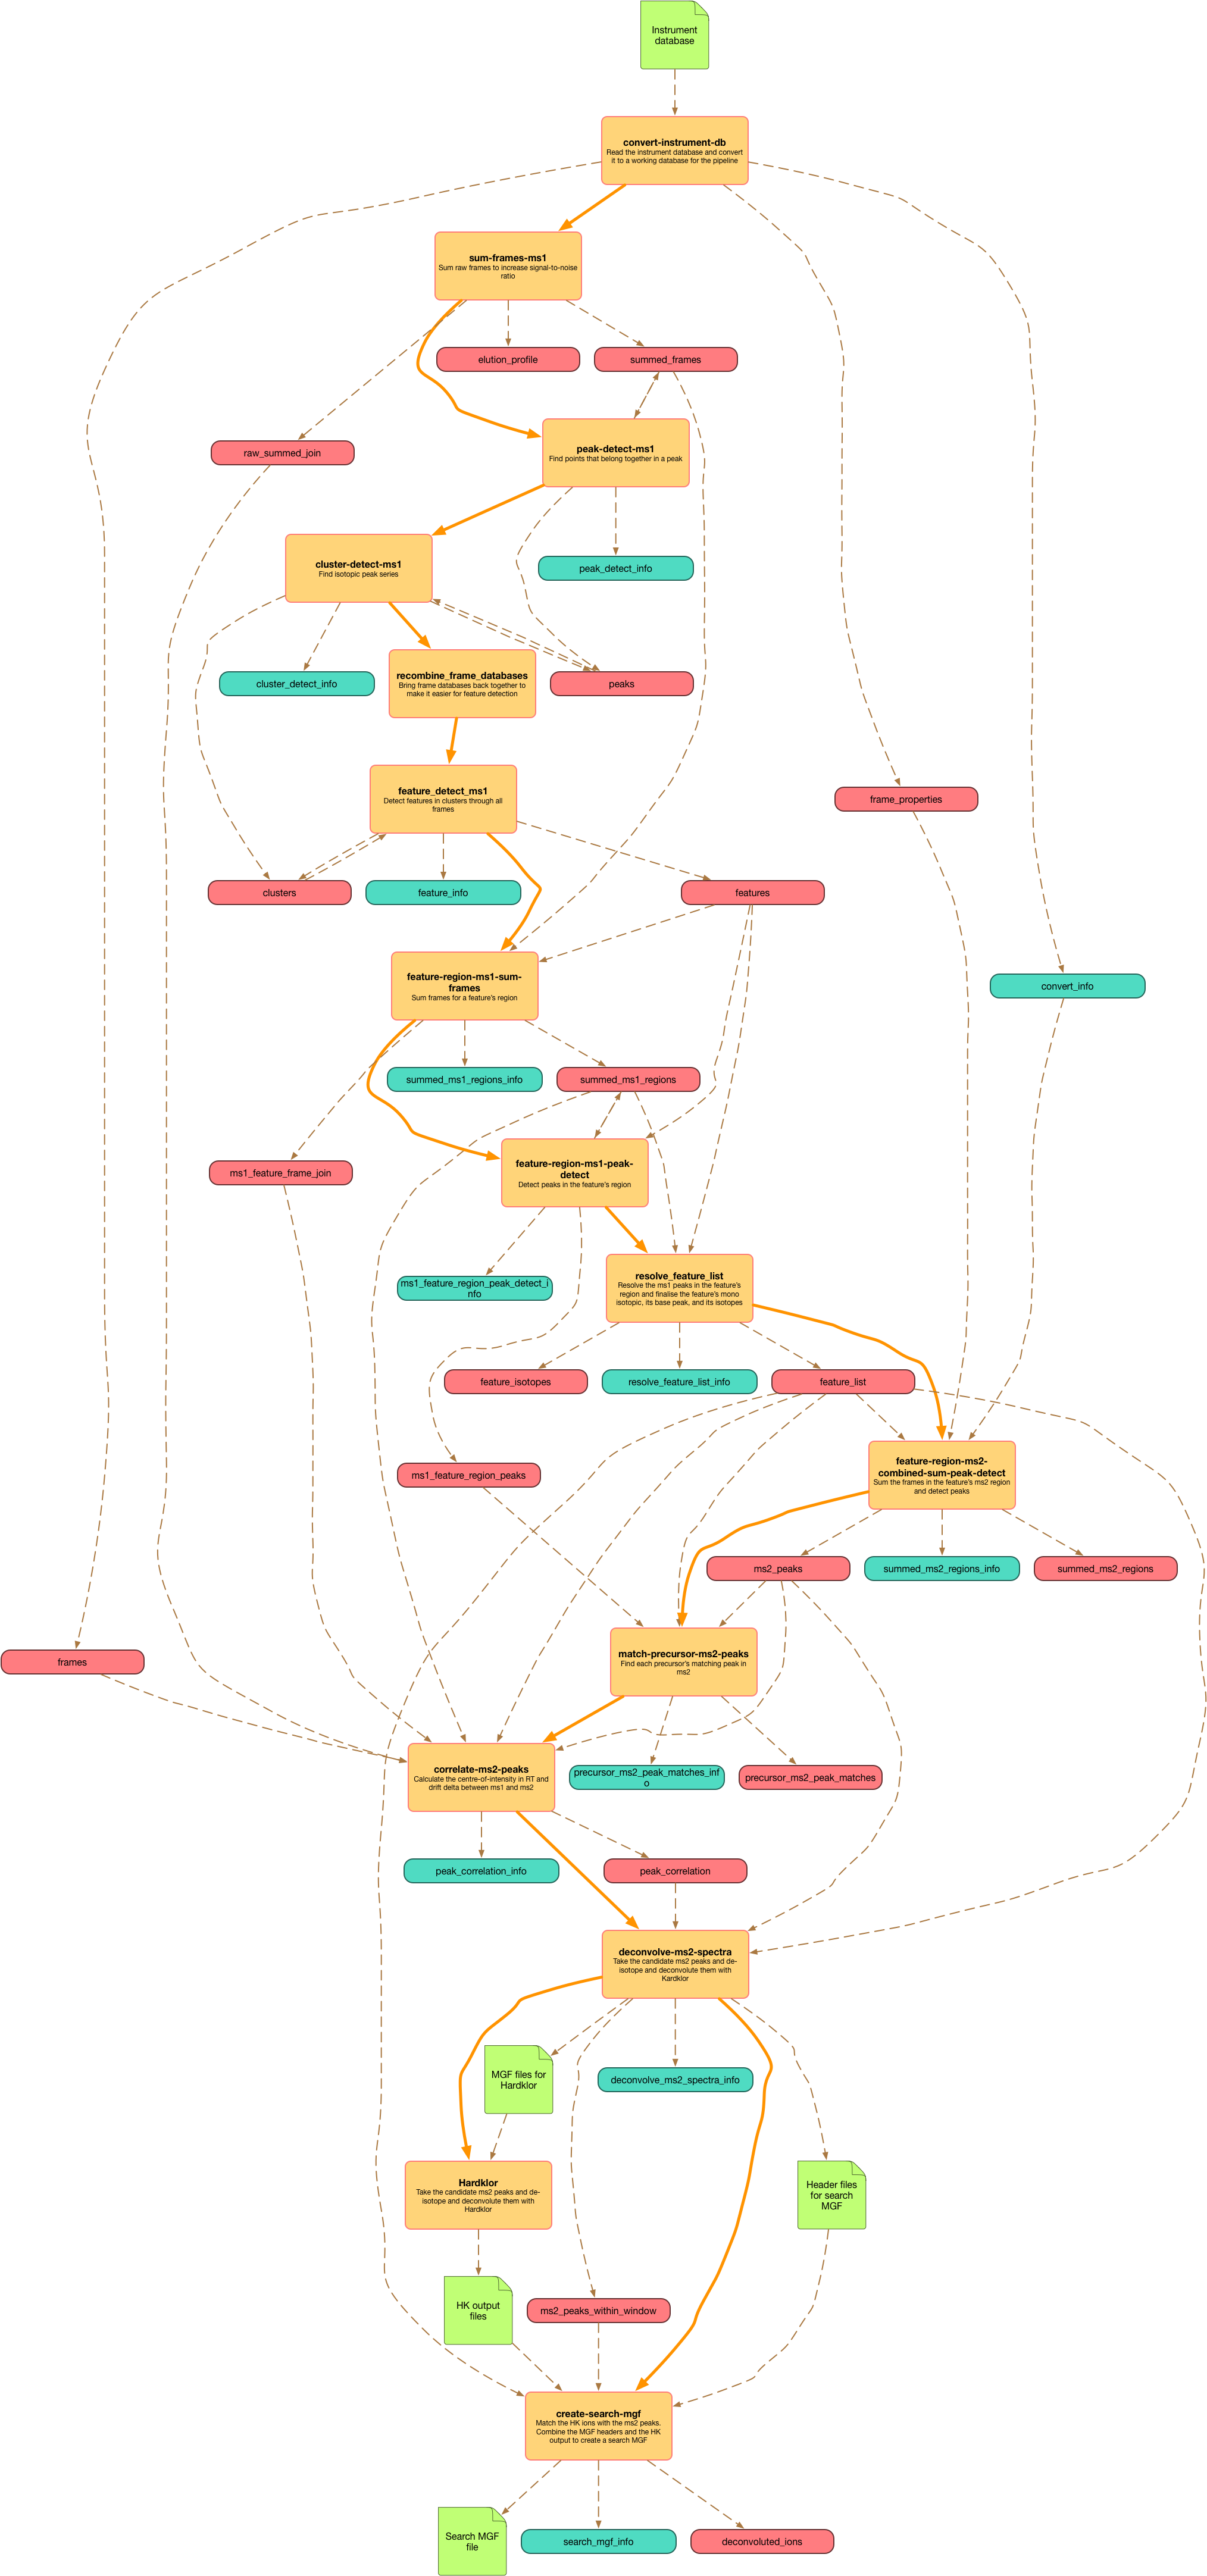 Instrument
database
convert-instrument-db
Read the instrument database and convert
it to a working database for the pipeline
sum-frames-ms1
Sum raw frames to increase signal-to-noise
ratio
elution_profile
summed_frames
raw_summed_join
peak-detect-ms1
Find points that belong together in a peak
cluster-detect-ms1
Find isotopic peak series
peak_detect_info
cluster_detect_info
recombine_frame_databases
Bring frame databases back together to
make it easier for feature detection
peaks
feature_detect_ms1
Detect features in clusters through all
frames
frame_properties
clusters
feature_info
features
feature-region-ms1-sum-
frames
Sum frames for a feature's region
convert_info
summed_ms1_regions_info
summed_ms1_regions
ms1_feature_frame_join
feature-region-ms1-peak-
detect
Detect peaks in the feature's region
ms1_feature_region_peak_detect_i
nfo
resolve_feature_list
Resolve the ms1 peaks in the feature's
region and finalise the feature's mono
isotopic, its base peak, and its isotopes
feature_isotopes
resolve_feature_list_info
feature_list
ms1_feature_region_peaks
feature-region-ms2-
combined-sum-peak-detect
Sum the frames in the feature's ms2 region
and detect peaks
ms2_peaks
summed_ms2_regions_info
summed_ms2_regions
frames
match-precursor-ms2-peaks
Find each precursor's matching peak in
ms2
correlate-ms2-peaks
Calculate the centre-of-intensity in RT and
drift delta between ms1 and ms2
precursor_ms2_peak_matches_inf
o
precursor_ms2_peak_matches
peak_correlation_info
peak_correlation
deconvolve-ms2-spectra
Take the candidate ms2 peaks and de-
isotope and deconvolute them with
Kardklor
MGF files for
Hardklor
deconvolve_ms2_spectra_info
Hardklor
Take the candidate ms2 peaks and de-
isotope and deconvolute them with
Hardklor
Header files
for search
MGF
HK output
files
ms2_peaks_within_window
create-search-mgf
Match the HK ions with the ms2 peaks.
Combine the MGF headers and the HK
output to create a search MGF
Search MGF
file
search_mgf_info
deconvoluted_ions